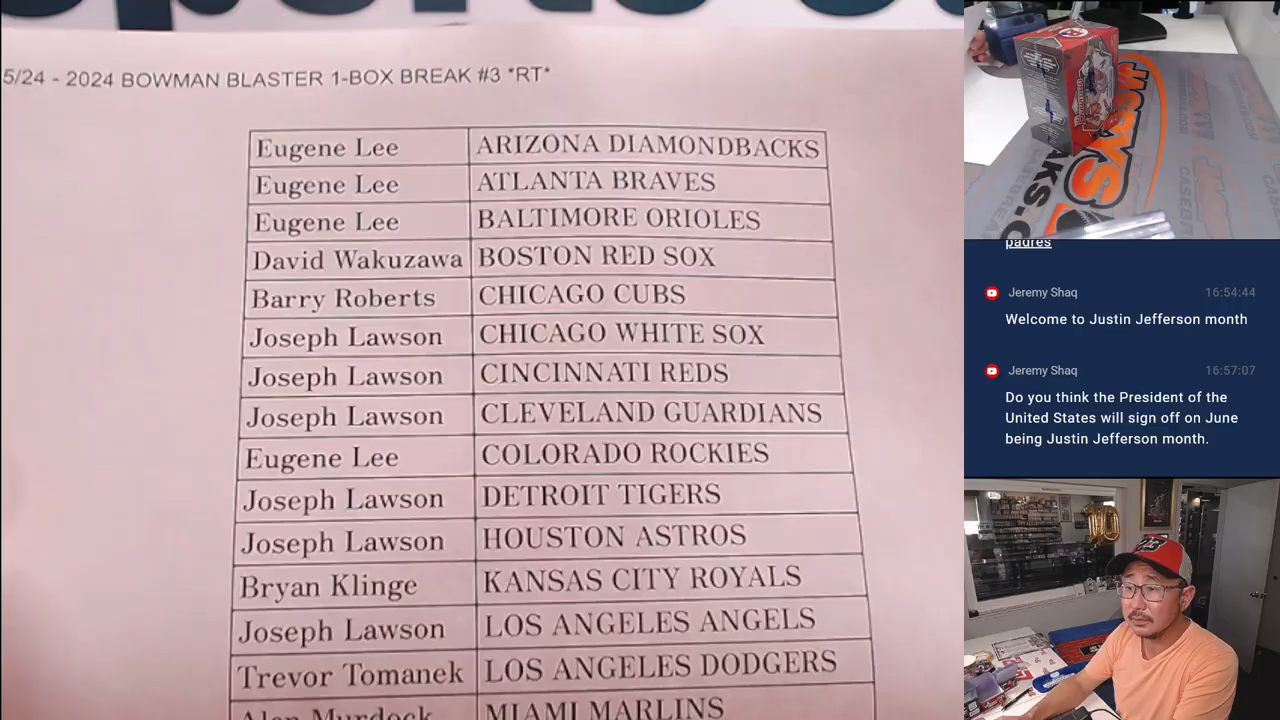 5/24 - 2024 BOWMAN BLASTER 1-BOX BREAK #3 *RT*
Eugene Lee ARIZONA DIAMONDBACKS
Eugene Lee ATLANTA BRAVES
Eugene Lee BALTIMORE ORIOLES
David Wakuzawa BOSTON RED SOX
Barry Roberts CHICAGO CUBS
Joseph Lawson CHICAGO WHITE SOX
Joseph Lawson CINCINNATI REDS
Joseph Lawson CLEVELAND GUARDIANS
Eugene Lee COLORADO ROCKIES
Joseph Lawson DETROIT TIGERS
Joseph Lawson HOUSTON ASTROS
Bryan Klinge KANSAS CITY ROYALS
Joseph Lawson LOS ANGELES ANGELS
Trevor Tomanek LOS ANGELES DODGERS
Alan Murdock MIAMI MARLINS
JASPYS
padres
Jeremy Shaq 16:54:44
Welcome to Justin Jefferson month
Jeremy Shaq 16:57:07
Do you think the President of the
United States will sign off on June
being Justin Jefferson month.
10